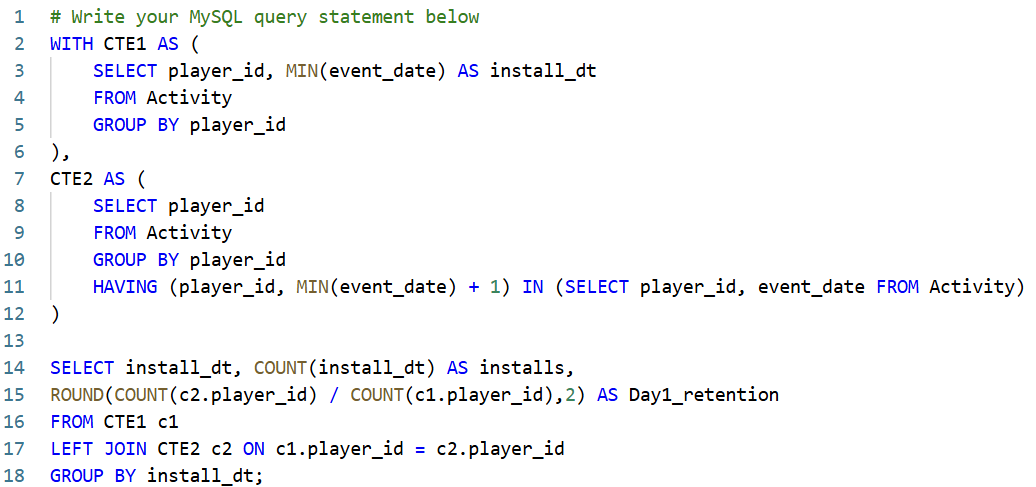 1 # Write your MySQL query statement below
2 WITH CTE1 AS (
3 SELECT player_id, MIN(event_date) AS install_dt
4 FROM Activity
5 GROUP BY player_id
6 ),
7 CTE2 AS (
8 SELECT player_id
9 FROM Activity
10 GROUP BY player_id
11 HAVING (player_id, MIN(event_date) + 1) IN (SELECT player_id, event_date FROM Activity)
12 )
13
14 SELECT install_dt, COUNT(install_dt) AS installs,
15 ROUND(COUNT(c2.player_id) / COUNT(c1.player_id),2) AS Day1_retention
16 FROM CTE1 c1
17 LEFT JOIN CTE2 c2 ON c1.player_id = c2.player_id
18 GROUP BY install_dt;